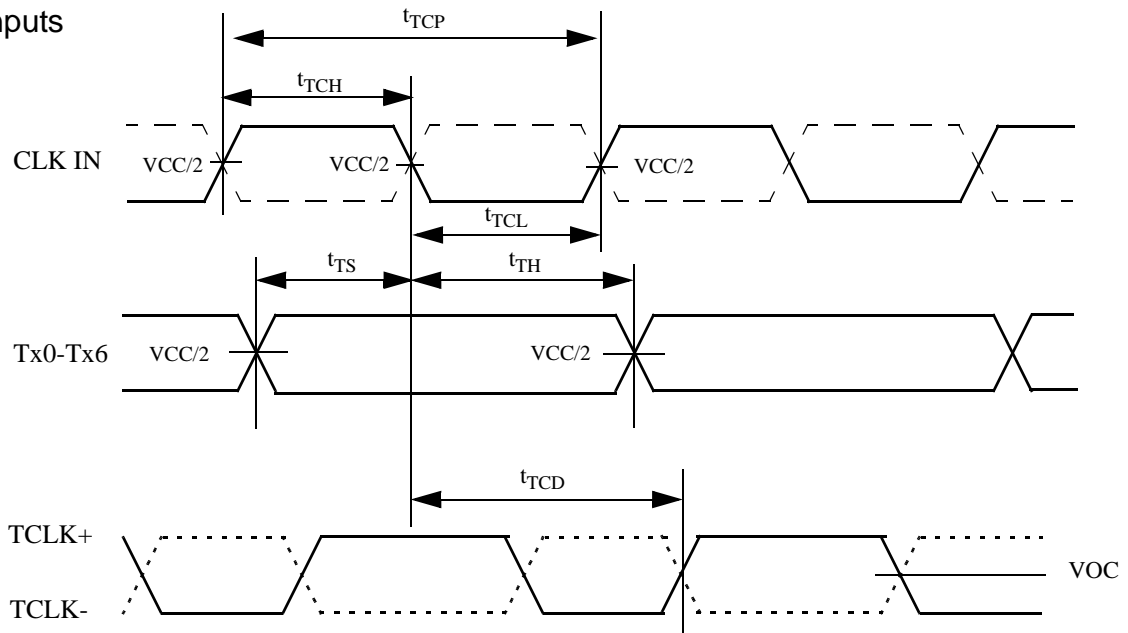 nputs
tTCP
tTCH
CLK IN
VCC/2
VCC/2
VCC/2
tTCL
tTS
tTH
Tx0-Tx6
VCC/2
VCC/2
tTCD
TCLK+
VOC
TCLK-